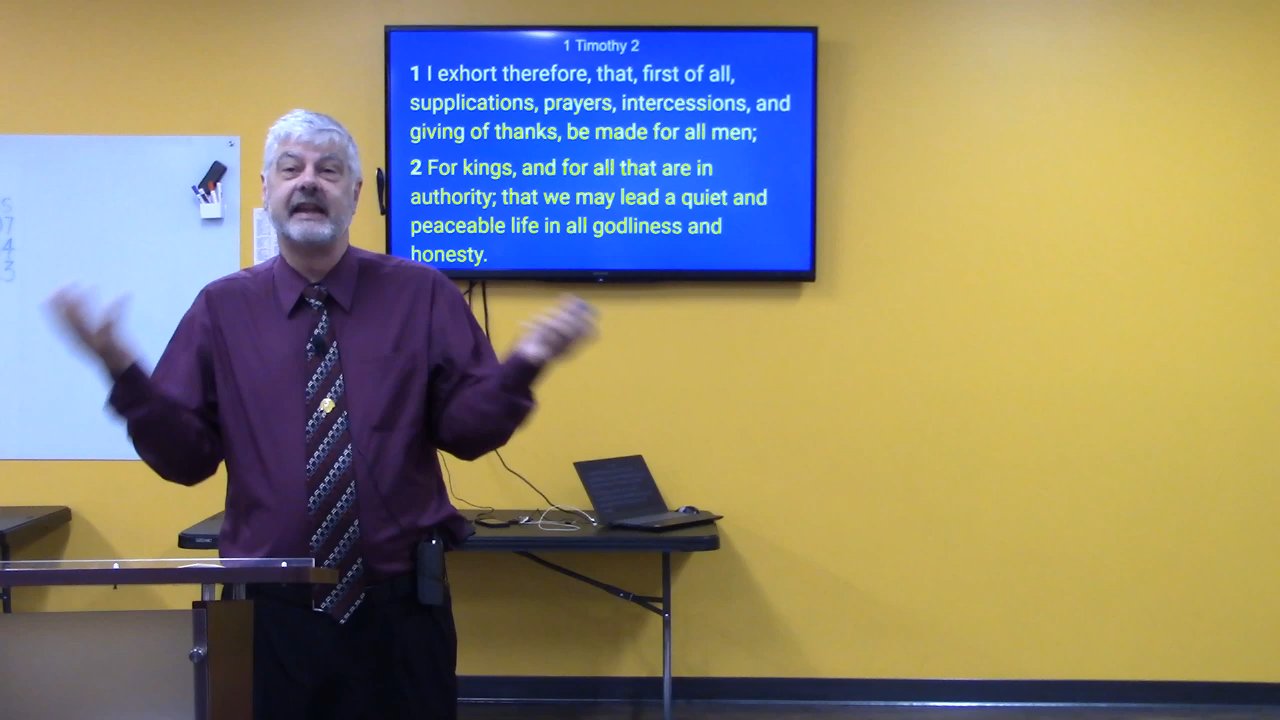 1 Timothy 2
1 I exhort therefore, that, first of all,
supplications, prayers, intercessions, and
giving of thanks, be made for all men;
2 For kings, and for all that are in
authority; that we may lead a quiet and
peaceable life in all godliness and
honesty.